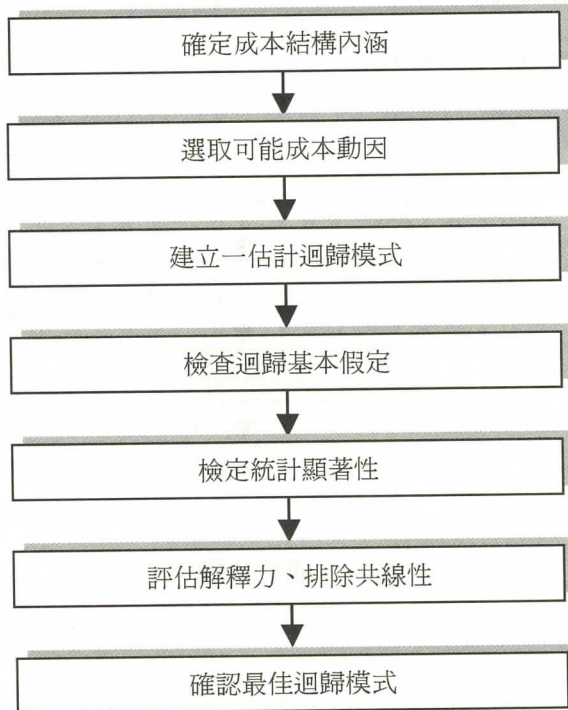 確定成本結構內涵
選取可能成本動因
建立一估計迴歸模式
檢查迴歸基本假定
檢定統計顯著性
評估解釋力、排除共線性
確認最佳迴歸模式